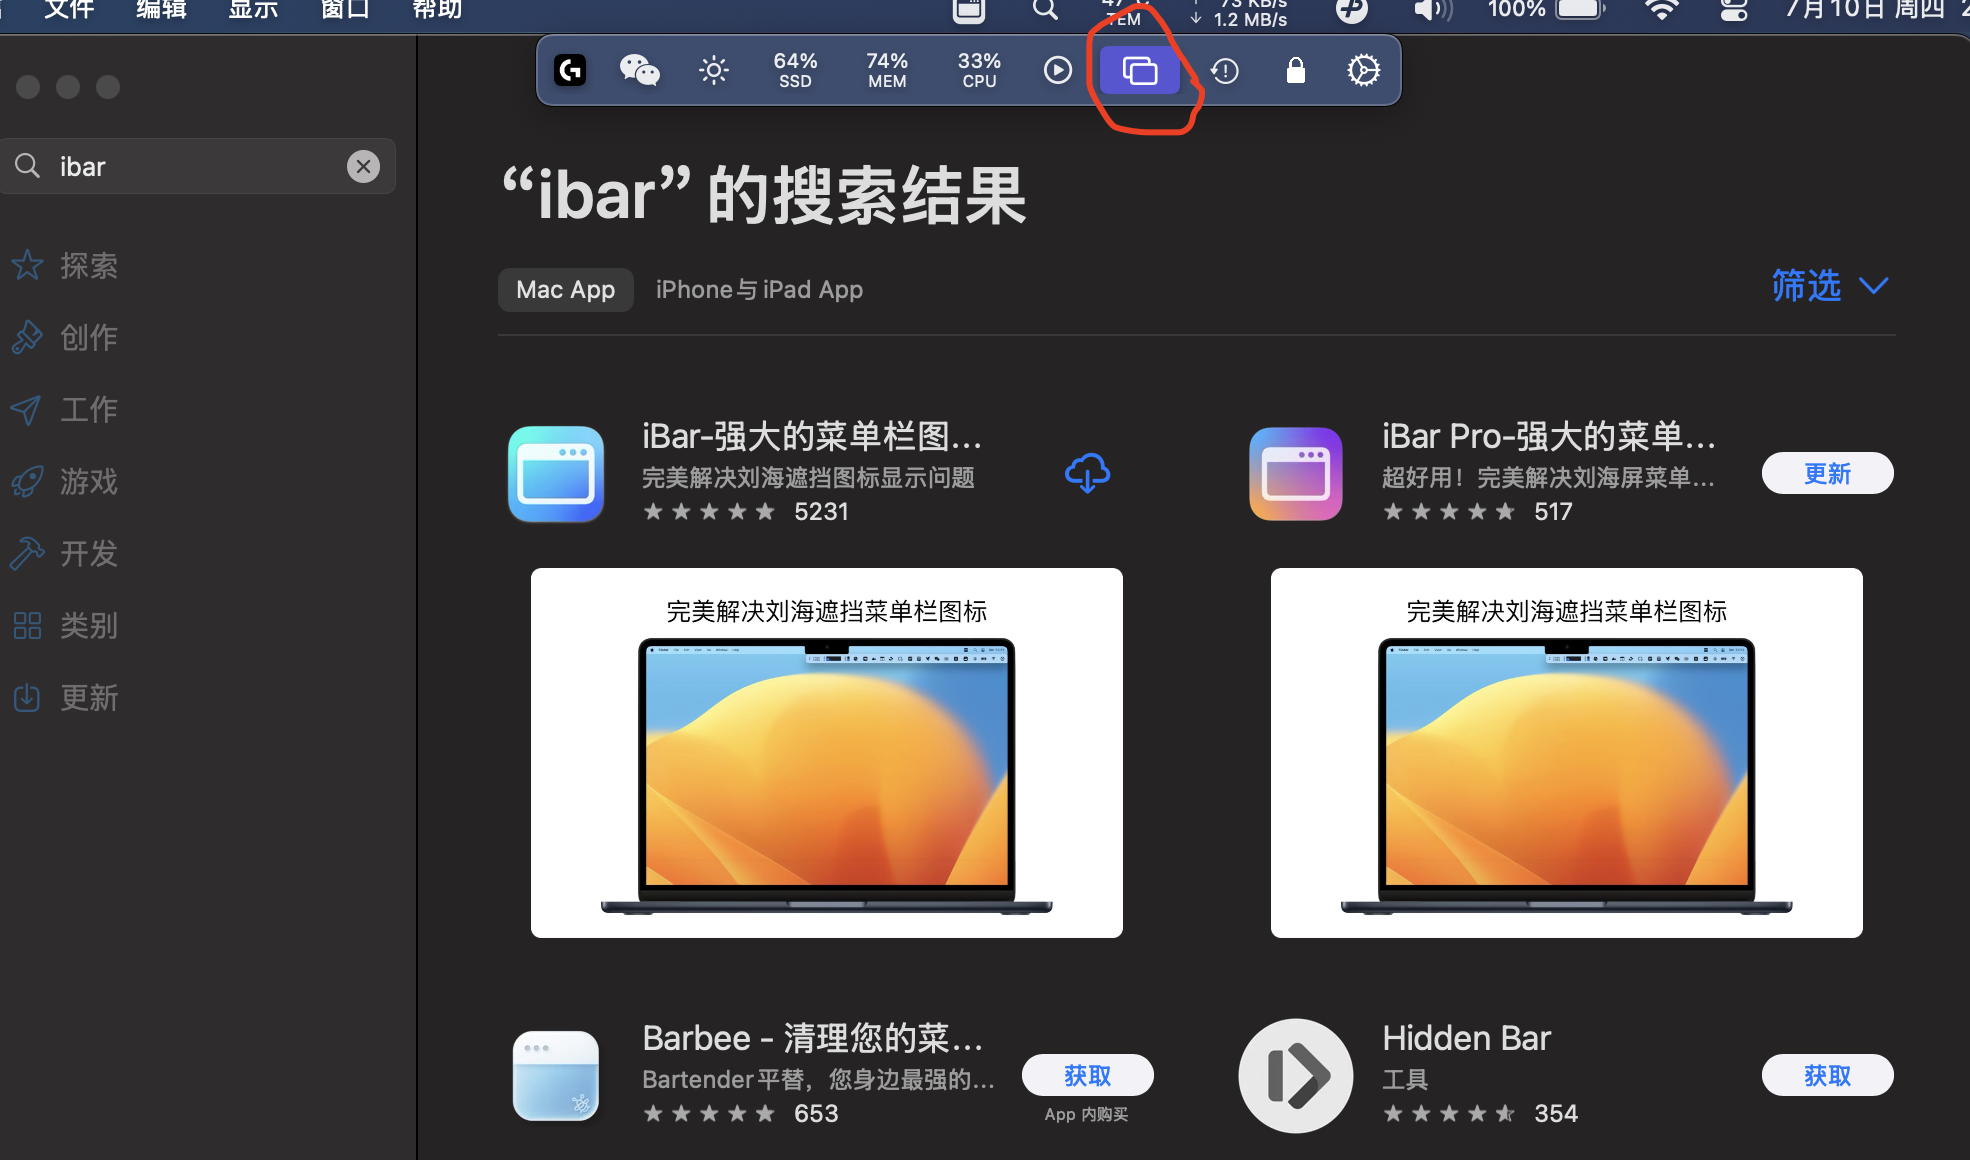 文件 编辑 显示 窗口 帮助
TEM
73 KB/s
↓ 1.2 MB/s
100%
7月10日 周四
64% SSD
74% MEM
33% CPU
ibar
探索
创作
工作
游戏
开发
类别
更新
“ibar” 的搜索结果
Mac App
iPhone与iPad App
筛选
iBar-强大的菜单栏图...
完美解决刘海遮挡图标显示问题
★★★★★ 5231
完美解决刘海遮挡菜单栏图标
iBar Pro-强大的菜单...
超好用！完美解决刘海屏菜单...
★★★★★ 517
更新
完美解决刘海遮挡菜单栏图标
Barbee - 清理您的菜...
Bartender平替，您身边最强的...
★★★★★ 653
获取
App 内购买
Hidden Bar
工具
354
获取